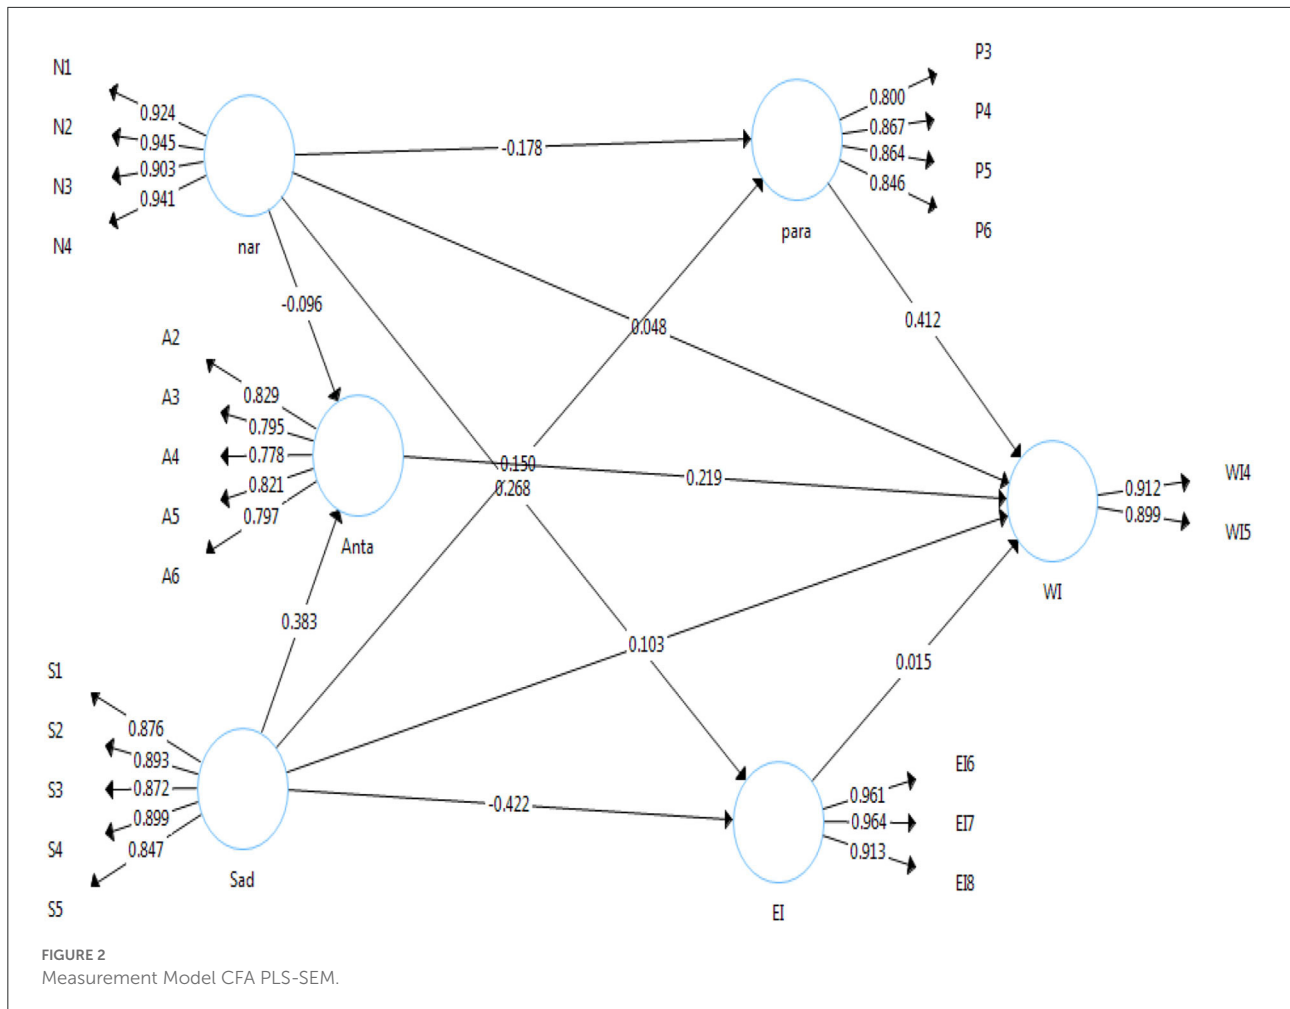 N1
N2
N3
N4
0.924
0.945
0.903
0.941
nar
P3
P4
P5
P6
0.800
0.867
0.864
0.846
para
-0.178
-0.096
0.048
0.412
A2
A3
A4
A5
A6
0.829
0.795
0.778
0.821
0.797
Anta
0.150
0.268
0.219
WI4
WI5
0.912
0.899
WI
0.383
0.103
0.015
S1
S2
S3
S4
S5
0.876
0.893
0.872
0.899
0.847
Sad
-0.422
EI6
EI7
EI8
0.961
0.964
0.913
EI
FIGURE 2
Measurement Model CFA PLS-SEM.